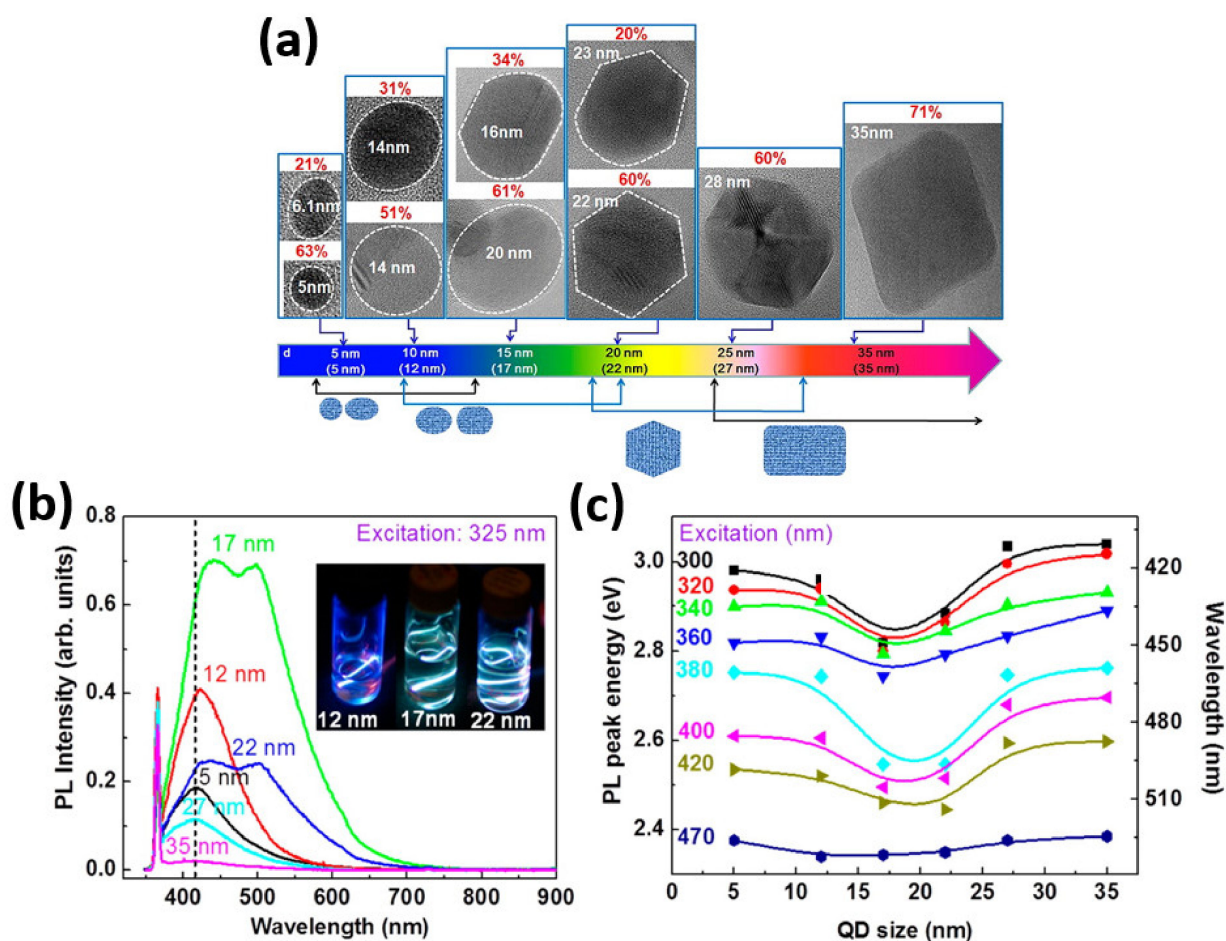 (a)
21%
6.1nm
63%
5nm
31%
14nm
51%
14 nm
34%
16nm
61%
20 nm
20%
23 nm
60%
22 nm
60%
28 nm
71%
35nm
d 5 nm 10 nm 15 nm 20 nm 25 nm 35 nm
(5 nm) (12 nm) (17 nm) (22 nm) (27 nm) (35 nm)
(b)
PL Intensity (arb. units)
0.8
0.6
0.4
0.2
0.0
Excitation: 325 nm
17 nm
12 nm
22 nm
5 nm
27 nm
35 nm
12 nm 17nm 22 nm
400 500 600 700 800 900
Wavelength (nm)
(c)
PL peak energy (eV)
3.0
2.8
2.6
2.4
Excitation (nm)
300
320
340
360
380
400
420
470
420
450
480
510
Wavelength (nm)
0 5 10 15 20 25 30 35
QD size (nm)